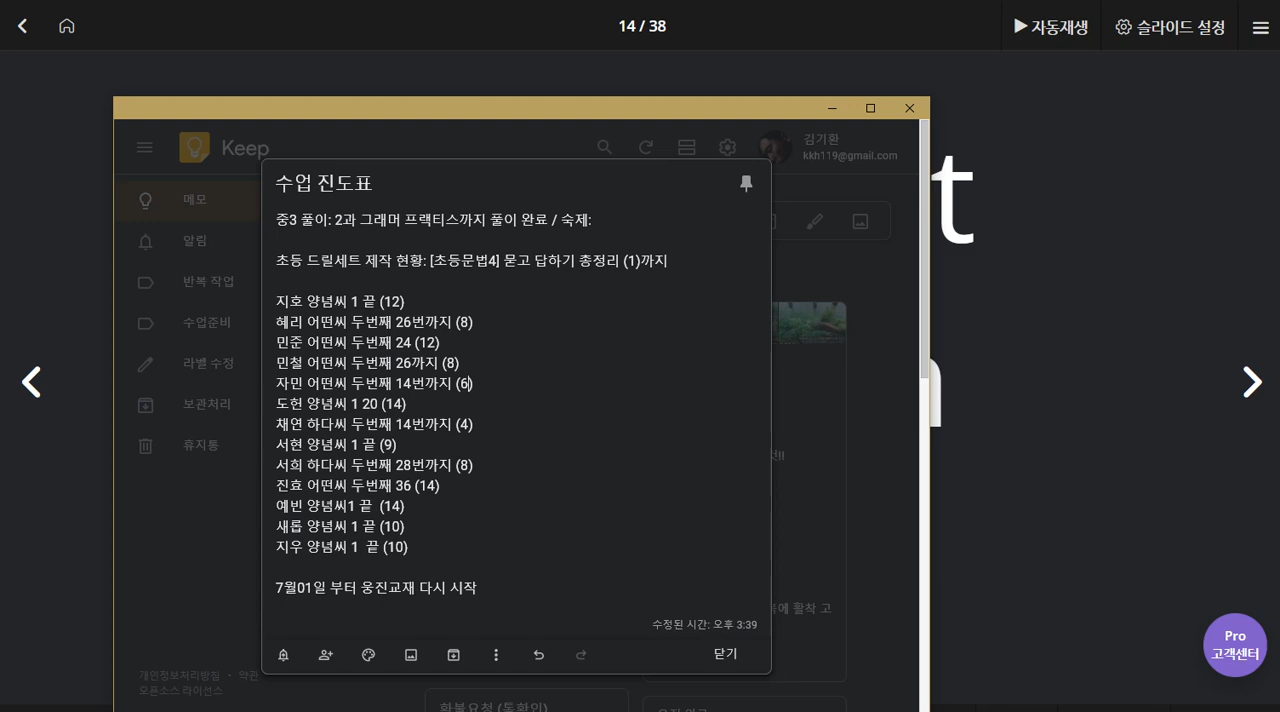 14 / 38
자동재생
슬라이드 설정
Keep
김기환
kkh119@gmail.com
메모
알림
반복 작업
수업준비
라벨 수정
보관처리
휴지통
개인정보처리방침 · 약관
오픈소스 라이선스
수업 진도표
중3 풀이: 2과 그래머 프랙티스까지 풀이 완료 / 숙제:
초등 드릴세트 제작 현황: [초등문법4] 묻고 답하기 총정리 (1)까지
지호 양념씨 1 끝 (12)
혜리 어떤씨 두번째 26번까지 (8)
민준 어떤씨 두번째 24 (12)
민철 어떤씨 두번째 26까지 (8)
자민 어떤씨 두번째 14번까지 (6)
도현 양념씨 1 20 (14)
채연 하다씨 두번째 14번까지 (4)
서현 양념씨 1 끝 (9)
서희 하다씨 두번째 28번까지 (8)
진효 어떤씨 두번째 36 (14)
예빈 양념씨1 끝  (14)
새롭 양념씨 1 끝 (10)
지우 양념씨 1  끝 (10)
7월01일 부터 웅진교재 다시 시작
수정된 시간: 오후 3:39
닫기
t
에 활착 고
환불요청 (톡확인)
Pro
고객센터